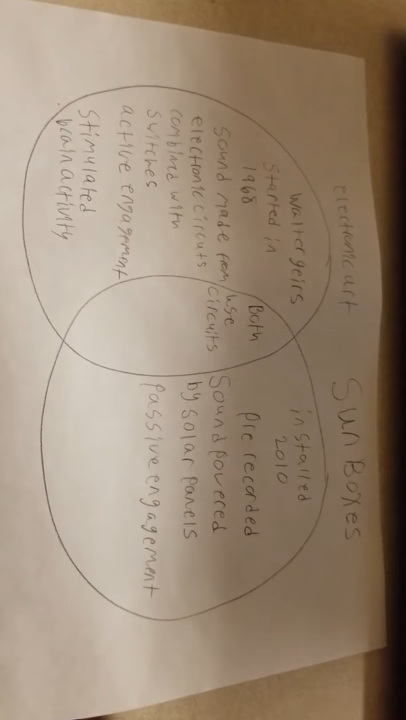 electronic art
Sun Boxes
Walter geirs
Started in
1968
Sound made from
electronic circuts
combined with
switches
active engagement
Stimulated
brain activity
Both
use
circuits
installed
2010
Pre recorded
Sound powered
by solar panels
passive engagement